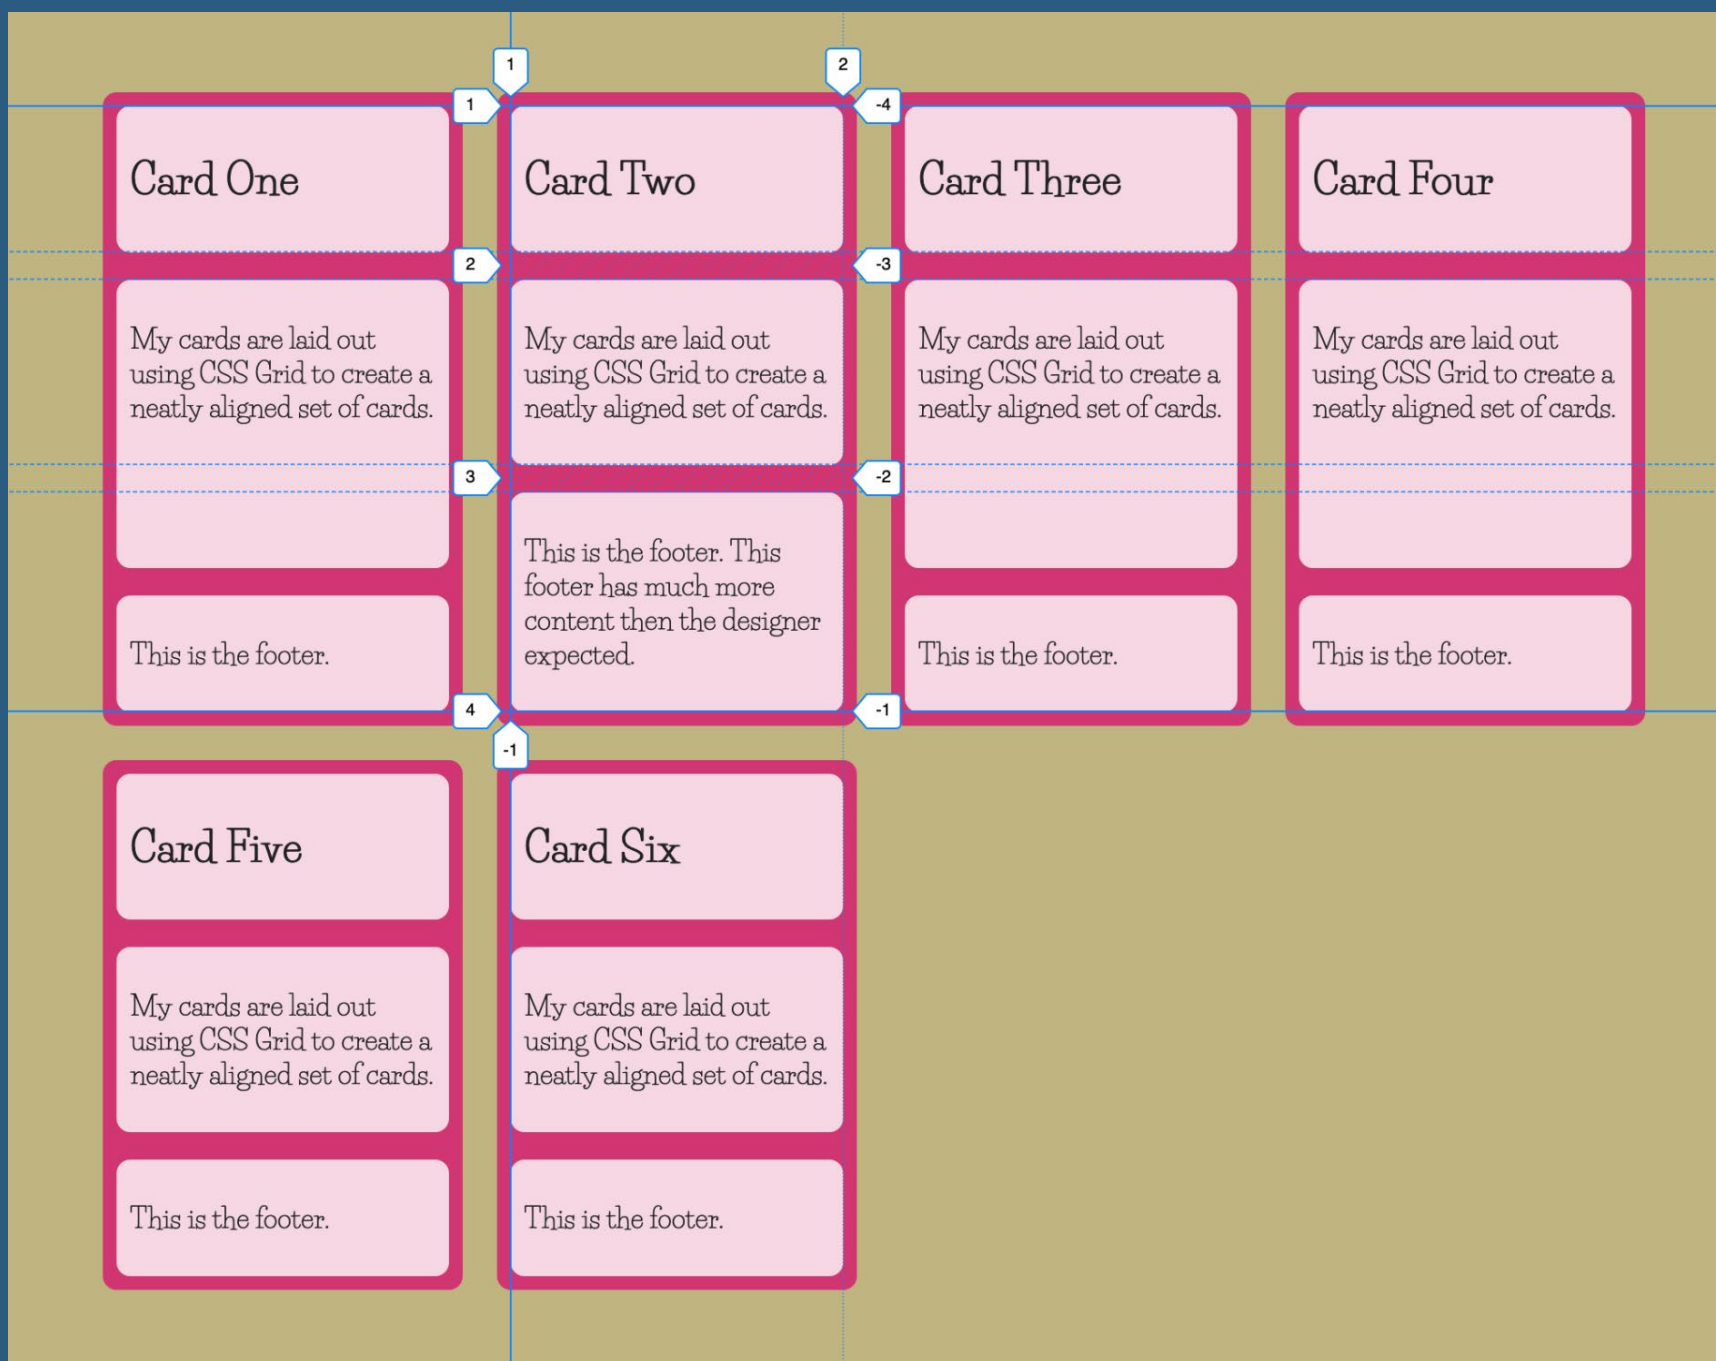 1
2
1
-4
Card One
Card Two
Card Three
Card Four
2
-3
My cards are laid out
using CSS Grid to create a
neatly aligned set of cards.
My cards are laid out
using CSS Grid to create a
neatly aligned set of cards.
My cards are laid out
using CSS Grid to create a
neatly aligned set of cards.
My cards are laid out
using CSS Grid to create a
neatly aligned set of cards.
3
-2
This is the footer.
This is the footer. This
footer has much more
content then the designer
expected.
This is the footer.
This is the footer.
4
-1
-1
Card Five
Card Six
My cards are laid out
using CSS Grid to create a
neatly aligned set of cards.
My cards are laid out
using CSS Grid to create a
neatly aligned set of cards.
This is the footer.
This is the footer.